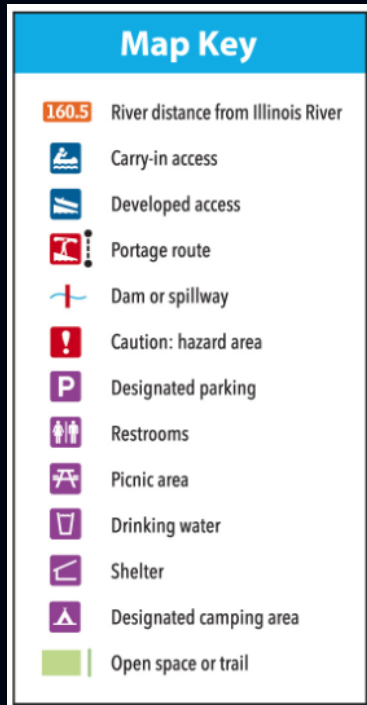 Map Key
160.5 River distance from Illinois River
Carry-in access
Developed access
Portage route
Dam or spillway
! Caution: hazard area
P Designated parking
Restrooms
Picnic area
Drinking water
Shelter
Designated camping area
Open space or trail